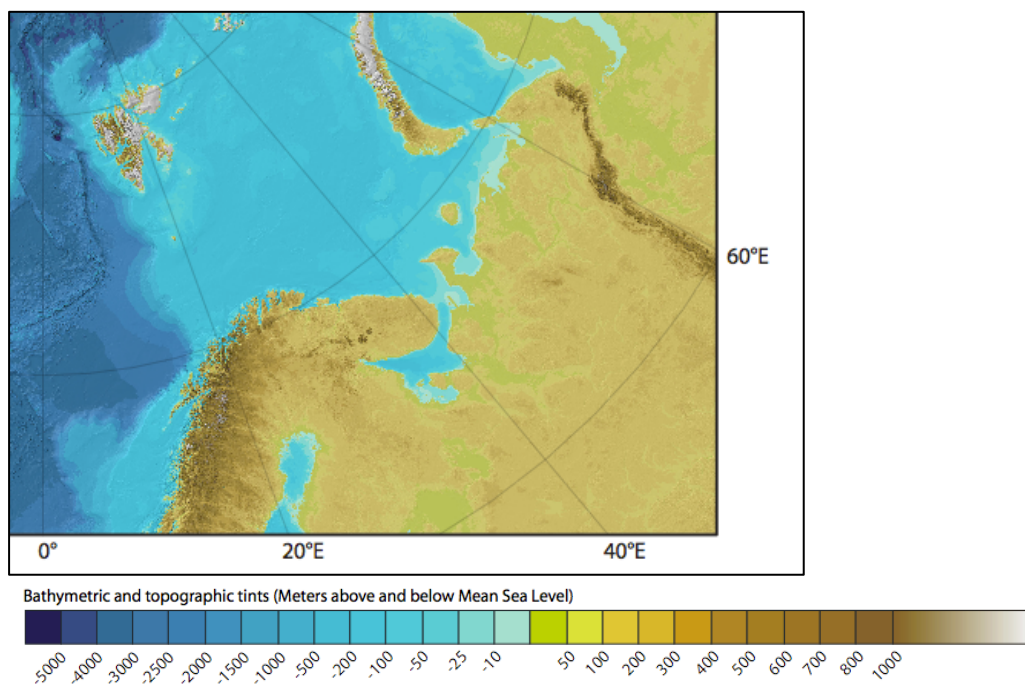 60°E
0°
20°E
40°E
Bathymetric and topographic tints (Meters above and below Mean Sea Level)
-5000 -4000 -3000 -2500 -2000 -1500 -1000 -500 -200 -100 -50 -25 -10 50 100 200 300 400 500 600 700 800 1000